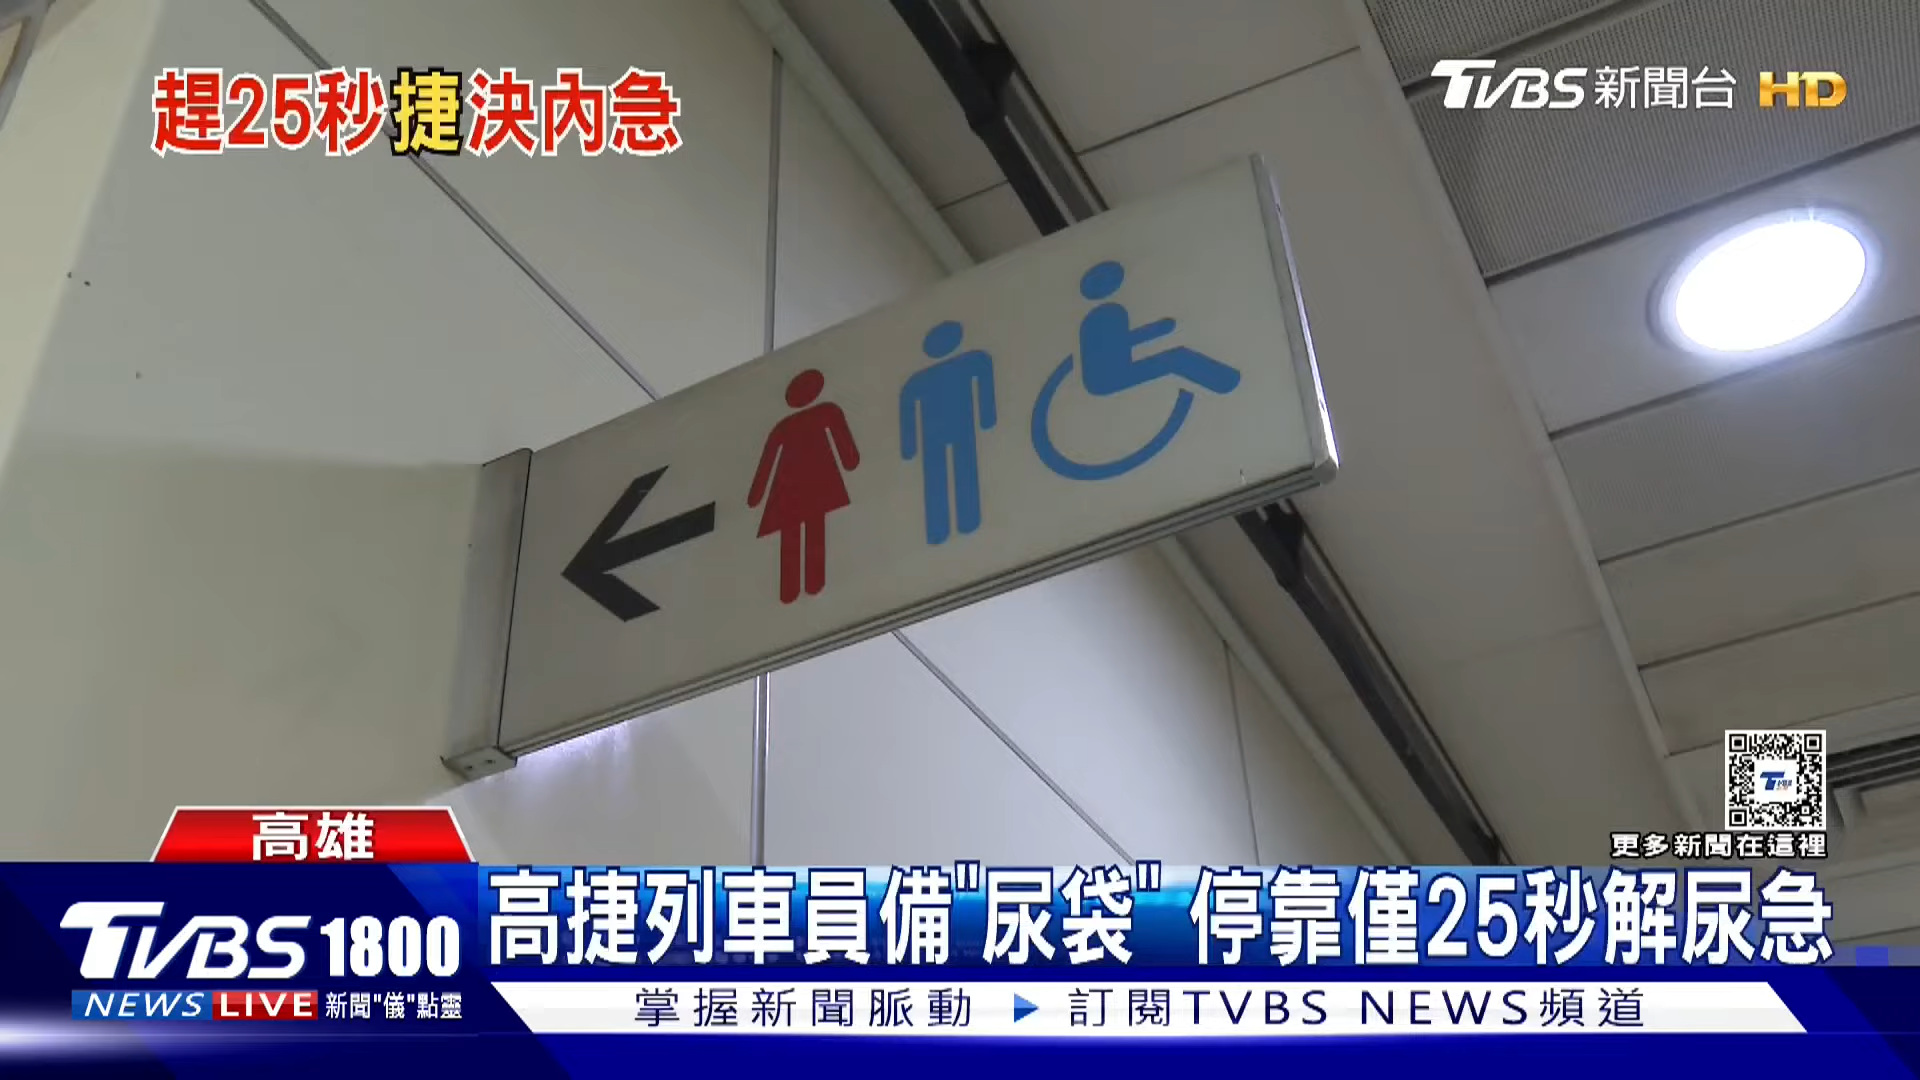 趕25秒捷決內急
TVBS新聞台 HD
更多新聞在這裡
高雄
高捷列車員備"尿袋" 停靠僅25秒解尿急
TVBS 1800
NEWS LIVE 新聞"儀"點靈
掌握新聞脈動 ▶ 訂閱TVBS NEWS頻道